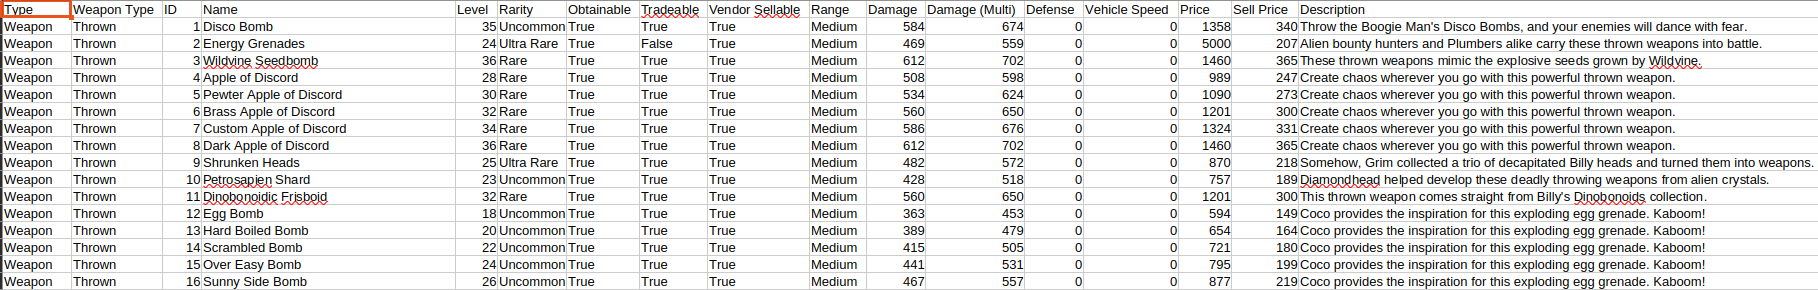 Type Weapon Type ID Name Level Rarity Obtainable Tradeable Vendor Sellable Range Damage Damage (Multi) Defense Vehicle Speed Price Sell Price Description
Weapon Thrown 1 Disco Bomb 35 Uncommon True True True Medium 584 674 0 0 1358 340 Throw the Boogie Man's Disco Bombs, and your enemies will dance with fear.
Weapon Thrown 2 Energy Grenades 24 Ultra Rare True False True Medium 469 559 0 0 5000 207 Alien bounty hunters and Plumbers alike carry these thrown weapons into battle.
Weapon Thrown 3 Wildvine Seedbomb 36 Rare True True True Medium 612 702 0 0 1460 365 These thrown weapons mimic the explosive seeds grown by Wildvine.
Weapon Thrown 4 Apple of Discord 28 Rare True True True Medium 508 598 0 0 989 247 Create chaos wherever you go with this powerful thrown weapon.
Weapon Thrown 5 Pewter Apple of Discord 30 Rare True True True Medium 534 624 0 0 1090 273 Create chaos wherever you go with this powerful thrown weapon.
Weapon Thrown 6 Brass Apple of Discord 32 Rare True True True Medium 560 650 0 0 1201 300 Create chaos wherever you go with this powerful thrown weapon.
Weapon Thrown 7 Custom Apple of Discord 34 Rare True True True Medium 586 676 0 0 1324 331 Create chaos wherever you go with this powerful thrown weapon.
Weapon Thrown 8 Dark Apple of Discord 36 Rare True True True Medium 612 702 0 0 1460 365 Create chaos wherever you go with this powerful thrown weapon.
Weapon Thrown 9 Shrunken Heads 25 Ultra Rare True True True Medium 482 572 0 0 870 218 Somehow, Grim collected a trio of decapitated Billy heads and turned them into weapons.
Weapon Thrown 10 Petrosapien Shard 23 Uncommon True True True Medium 428 518 0 0 757 189 Diamondhead helped develop these deadly throwing weapons from alien crystals.
Weapon Thrown 11 Dinobonoidic Frisboid 32 Rare True True True Medium 560 650 0 0 1201 300 This thrown weapon comes straight from Billy's Dinobonoids collection.
Weapon Thrown 12 Egg Bomb 18 Uncommon True True True Medium 363 453 0 0 594 149 Coco provides the inspiration for this exploding egg grenade. Kaboom!
Weapon Thrown 13 Hard Boiled Bomb 20 Uncommon True True True Medium 389 479 0 0 654 164 Coco provides the inspiration for this exploding egg grenade. Kaboom!
Weapon Thrown 14 Scrambled Bomb 22 Uncommon True True True Medium 415 505 0 0 721 180 Coco provides the inspiration for this exploding egg grenade. Kaboom!
Weapon Thrown 15 Over Easy Bomb 24 Uncommon True True True Medium 441 531 0 0 795 199 Coco provides the inspiration for this exploding egg grenade. Kaboom!
Weapon Thrown 16 Sunny Side Bomb 26 Uncommon True True True Medium 467 557 0 0 877 219 Coco provides the inspiration for this exploding egg grenade. Kaboom!